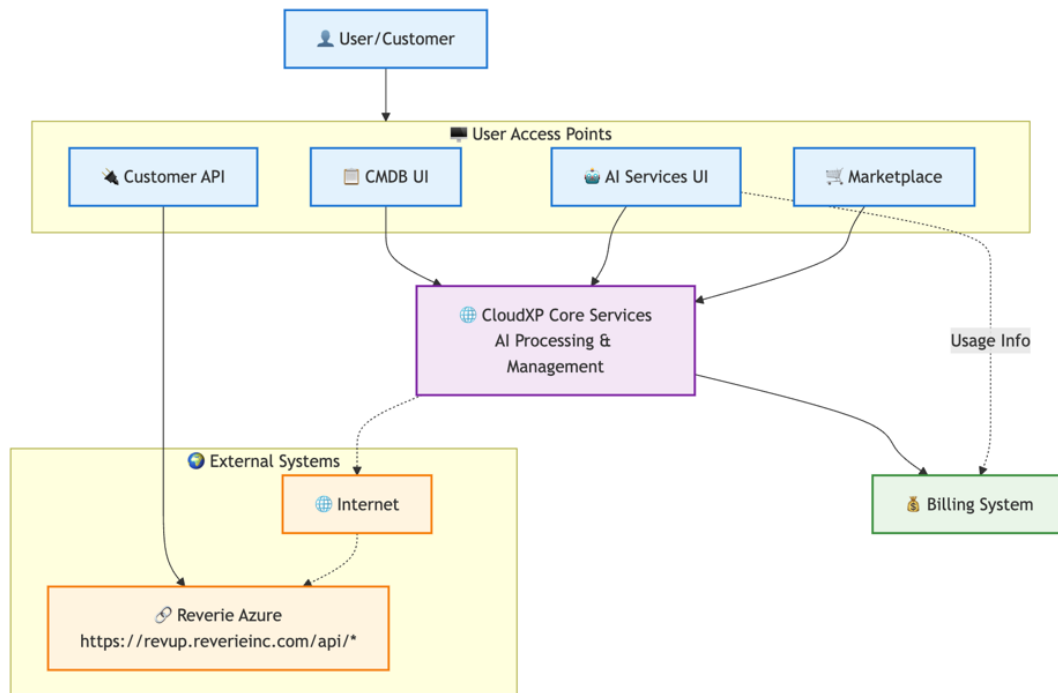 👤 User/Customer
🖥️ User Access Points
🔌 Customer API
📋 CMDB UI
🤖 AI Services UI
🛒 Marketplace
🌐 CloudXP Core Services
AI Processing &
Management
Usage Info
🌍 External Systems
🌐 Internet
💰 Billing System
🔗 Reverie Azure
https://revup.reverieinc.com/api/*